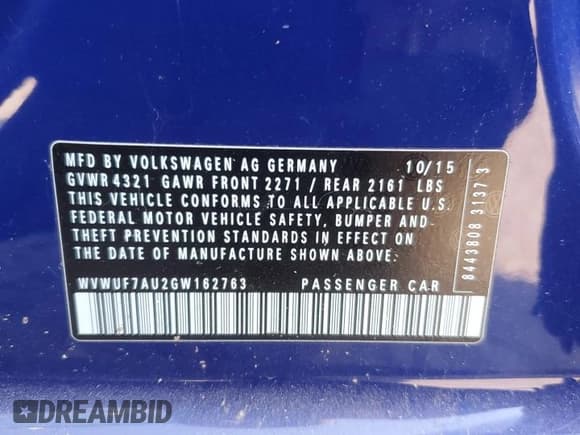 MFD BY VOLKSWAGEN AG GERMANY 10/15
GVWR 4321 GAWR FRONT 2271 / REAR 2161 LBS
THIS VEHICLE CONFORMS TO ALL APPLICABLE U.S.
FEDERAL MOTOR VEHICLE SAFETY, BUMPER AND
THEFT PREVENTION STANDARDS IN EFFECT ON
THE DATE OF MANUFACTURE SHOWN ABOVE.
WVWUF7AU2GW162763 PASSENGER CAR
8443808 3137 3
DREAMBID